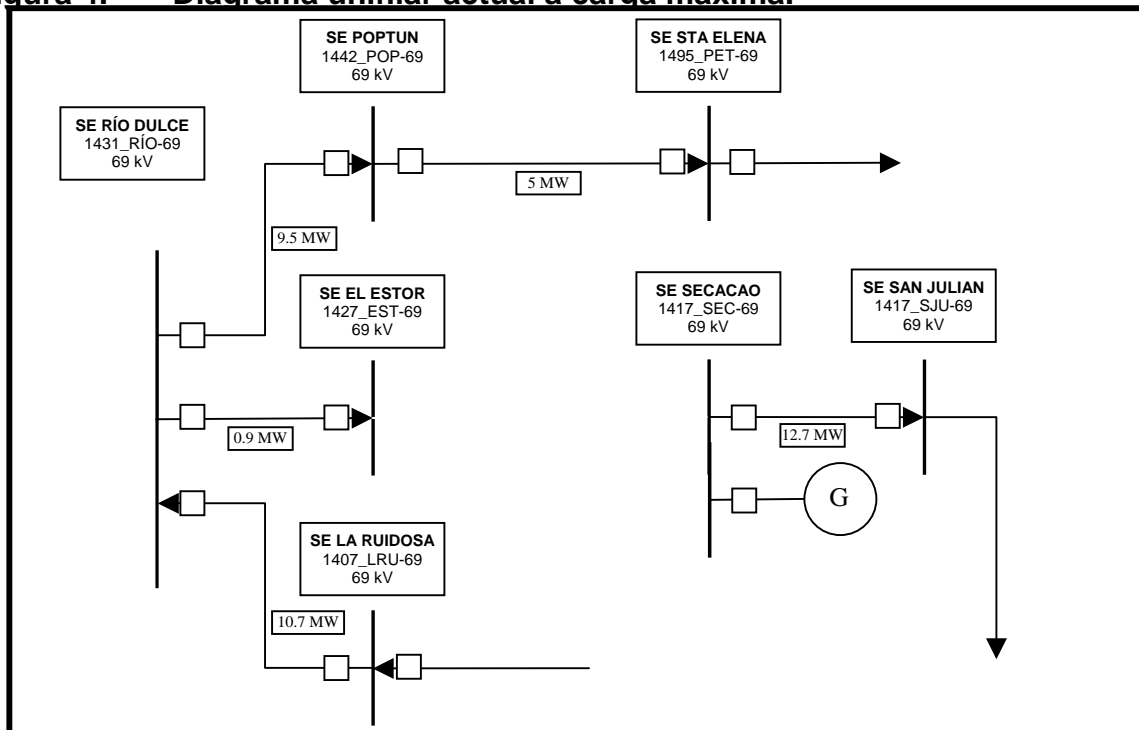 Figura 4. Diagrama unifilar actual a carga máxima.
SE POPTUN
1442_POP-69
69 kV
SE STA ELENA
1495_PET-69
69 kV
SE RÍO DULCE
1431_RÍO-69
69 kV
5 MW
9.5 MW
SE EL ESTOR
1427_EST-69
69 kV
SE SECACAO
1417_SEC-69
69 kV
SE SAN JULIAN
1417_SJU-69
69 kV
0.9 MW
12.7 MW
G
SE LA RUIDOSA
1407_LRU-69
69 kV
10.7 MW